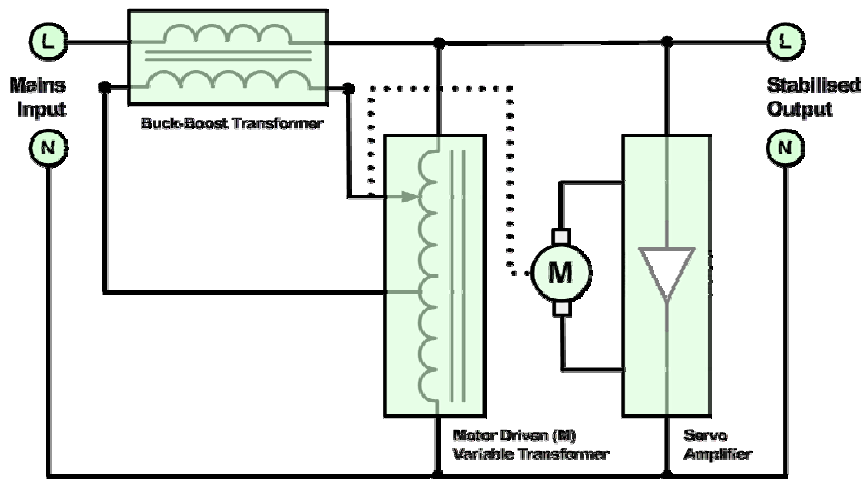 L
L
Mains
Input
Stabilised
Output
Buck-Boost Transformer
N
N
M
Motor Driven (M)
Variable Transformer
Servo
Amplifier